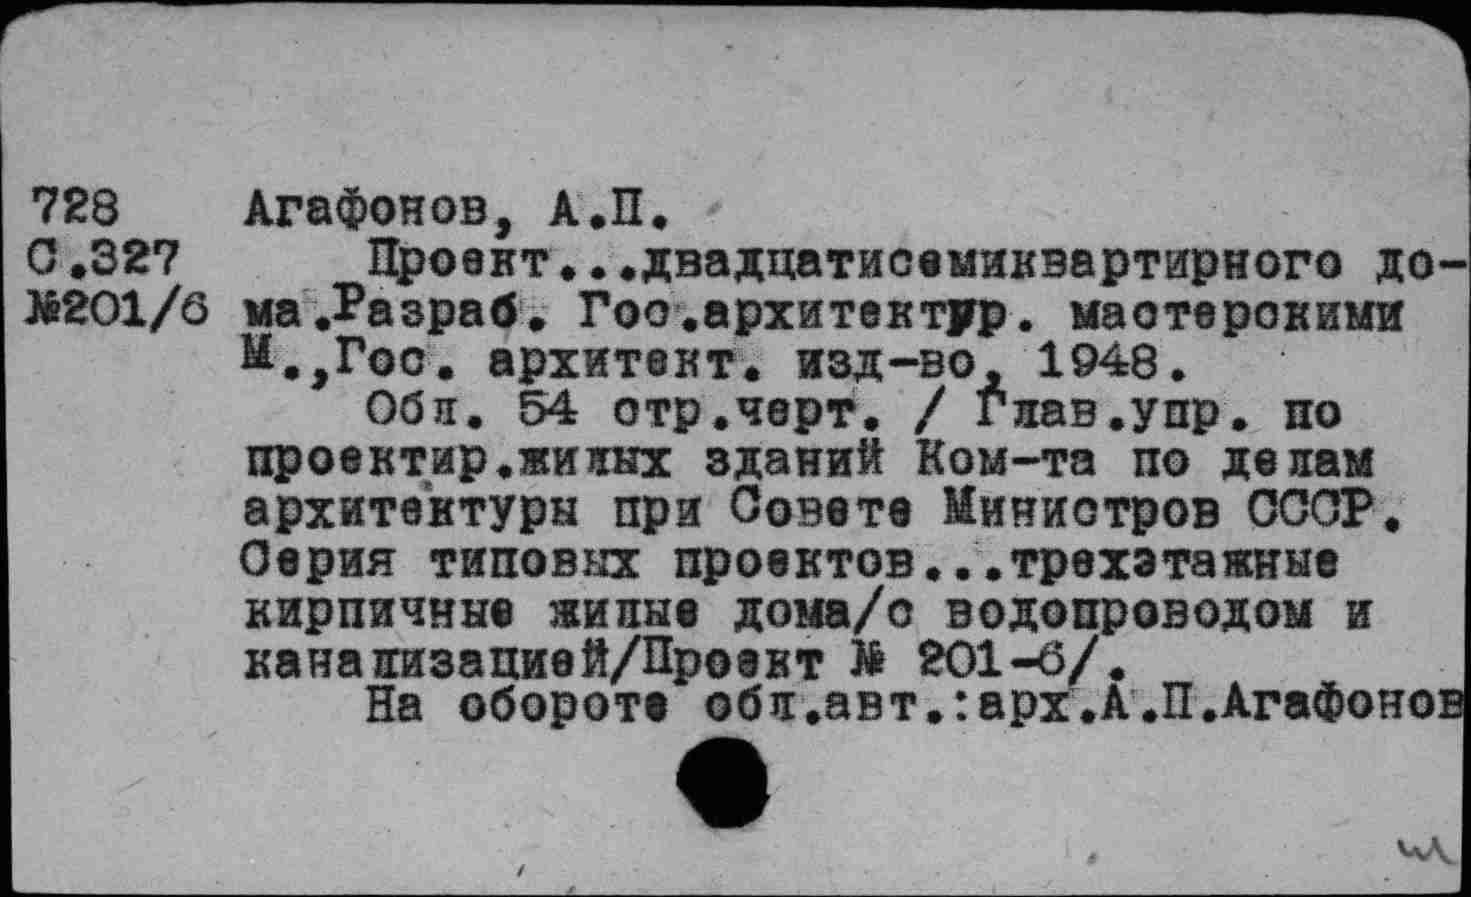 728 Агафонов, А.П.
С.327 Проект...двадцатисемиквартирного до-
№201/6 ма.Разраб. Гос.архитектур. мастерскими
М.,Гос. архитект. изд-во, 1948.
Обл. 54 стр.черт. / Глав.упр. по
проектир.жилых зданий Ком-та по делам
архитектуры при Совете Министров СССР.
Серия типовых проектов...трехэтажные
кирпичные жилые дома/с водопроводом и
канализацией/Проект № 201-6/.
На обороте обл.авт.:арх.А.П.Агафонов